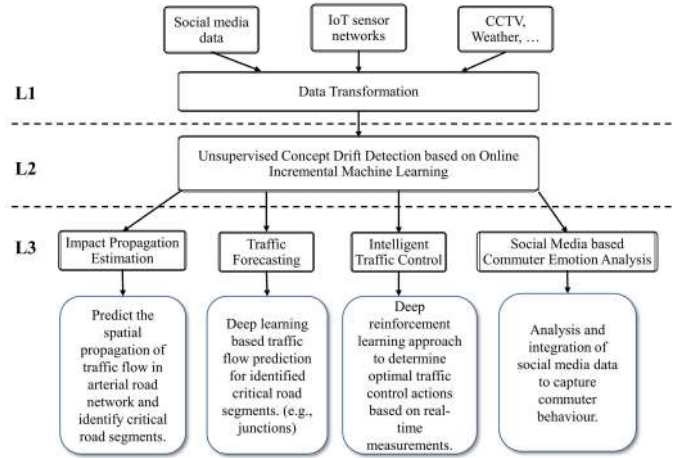 Social media
data
IoT sensor
networks
CCTV,
Weather, ...
L1
Data Transformation
L2
Unsupervised Concept Drift Detection based on Online
Incremental Machine Learning
L3
Impact Propagation
Estimation
Traffic
Forecasting
Intelligent
Traffic Control
Social Media based
Commuter Emotion Analysis
Predict the
spatial
propagation of
traffic flow in
arterial road
network and
identify critical
road segments.
Deep learning
based traffic
flow prediction
for identified
critical road
segments. (e.g.,
junctions)
Deep
reinforcement
learning approach
to determine
optimal traffic
control actions
based on real-
time
measurements.
Analysis and
integration of
social media data
to capture
commuter
behaviour.